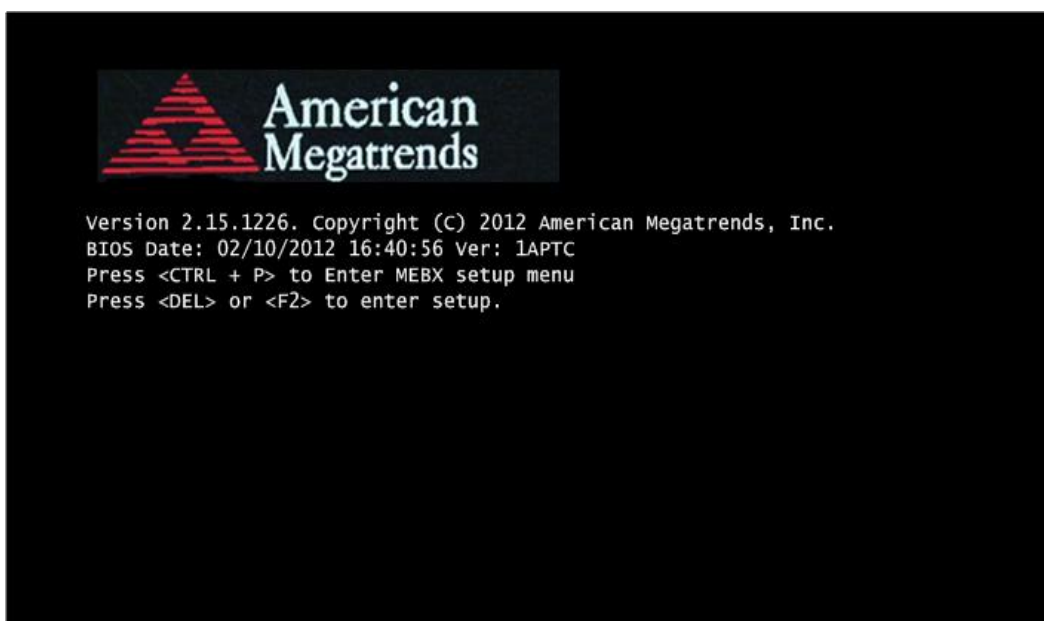 American
Megatrends
Version 2.15.1226. Copyright (C) 2012 American Megatrends, Inc.
BIOS Date: 02/10/2012 16:40:56 Ver: 1APTC
Press <CTRL + P> to Enter MEBX setup menu
Press <DEL> or <F2> to enter setup.